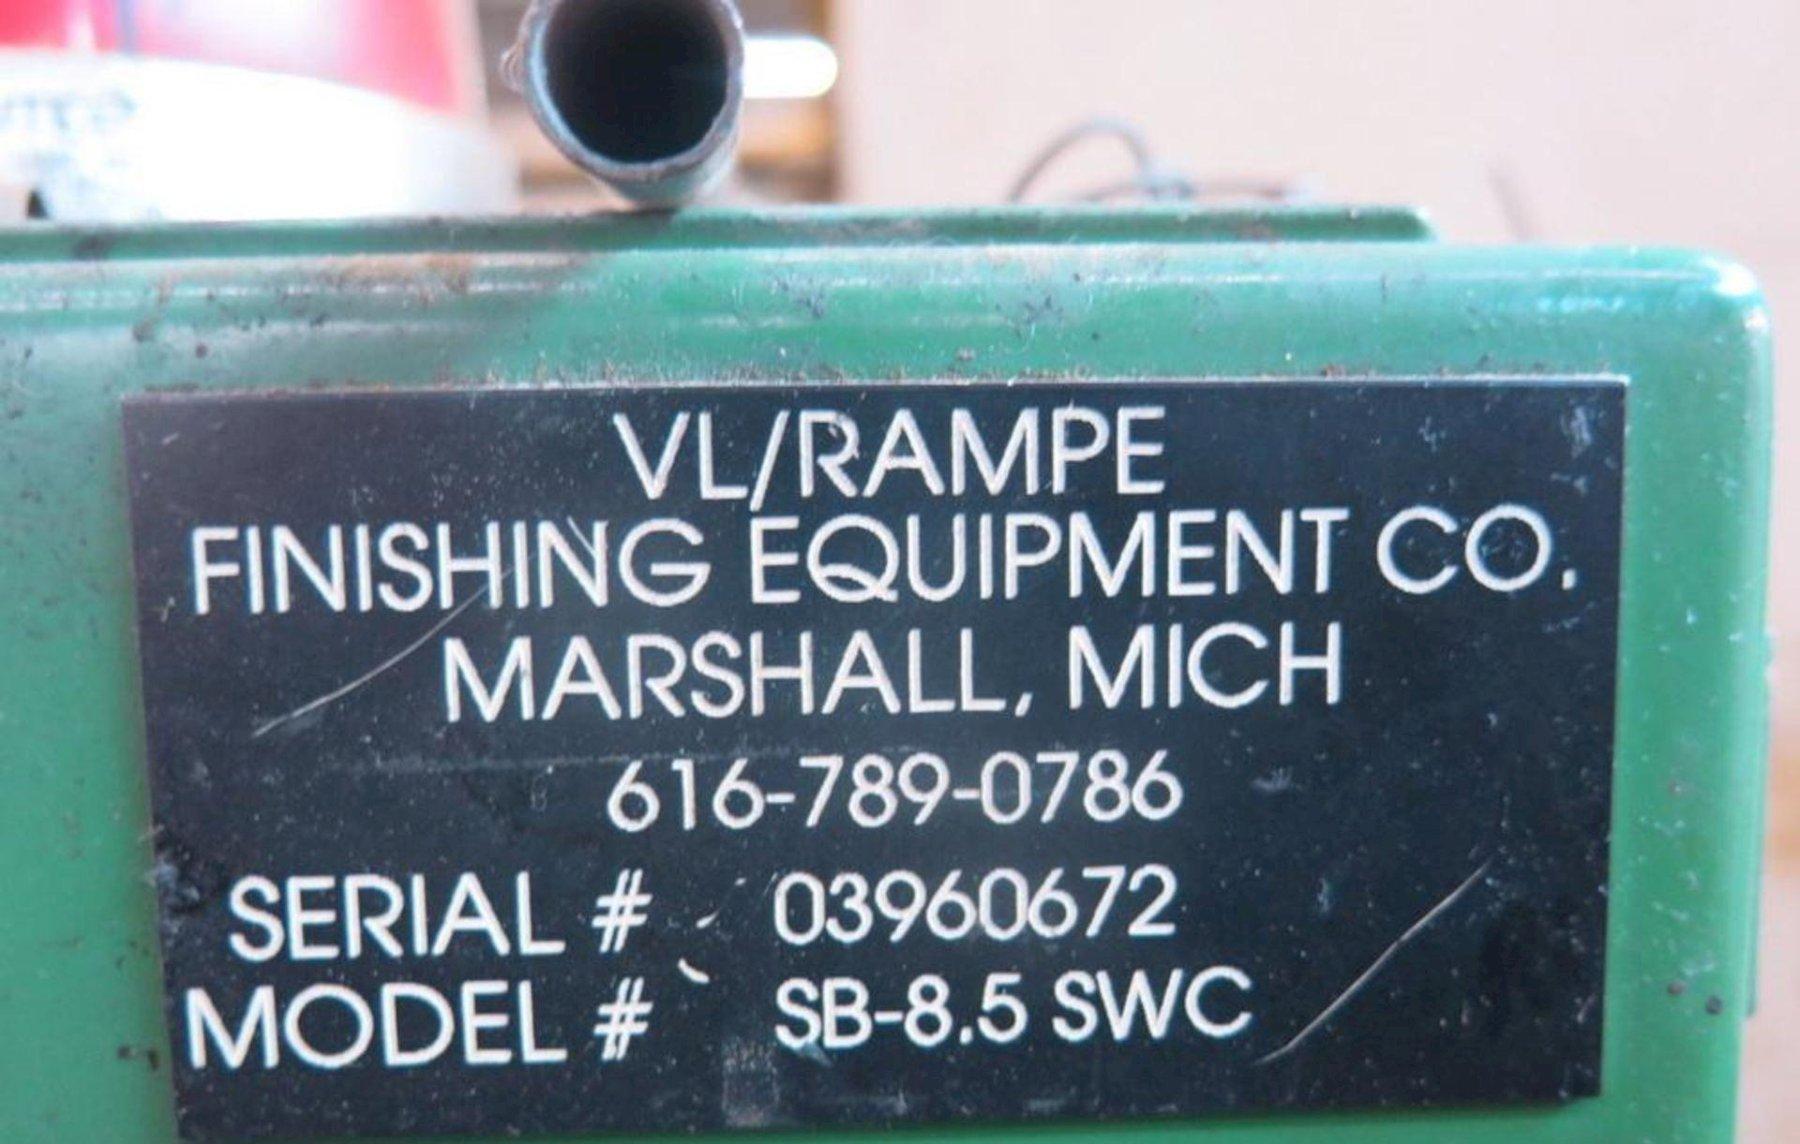 VL/RAMPE
FINISHING EQUIPMENT CO.
MARSHALL, MICH
616-789-0786
SERIAL # 03960672
MODEL # SB-8.5 SWC